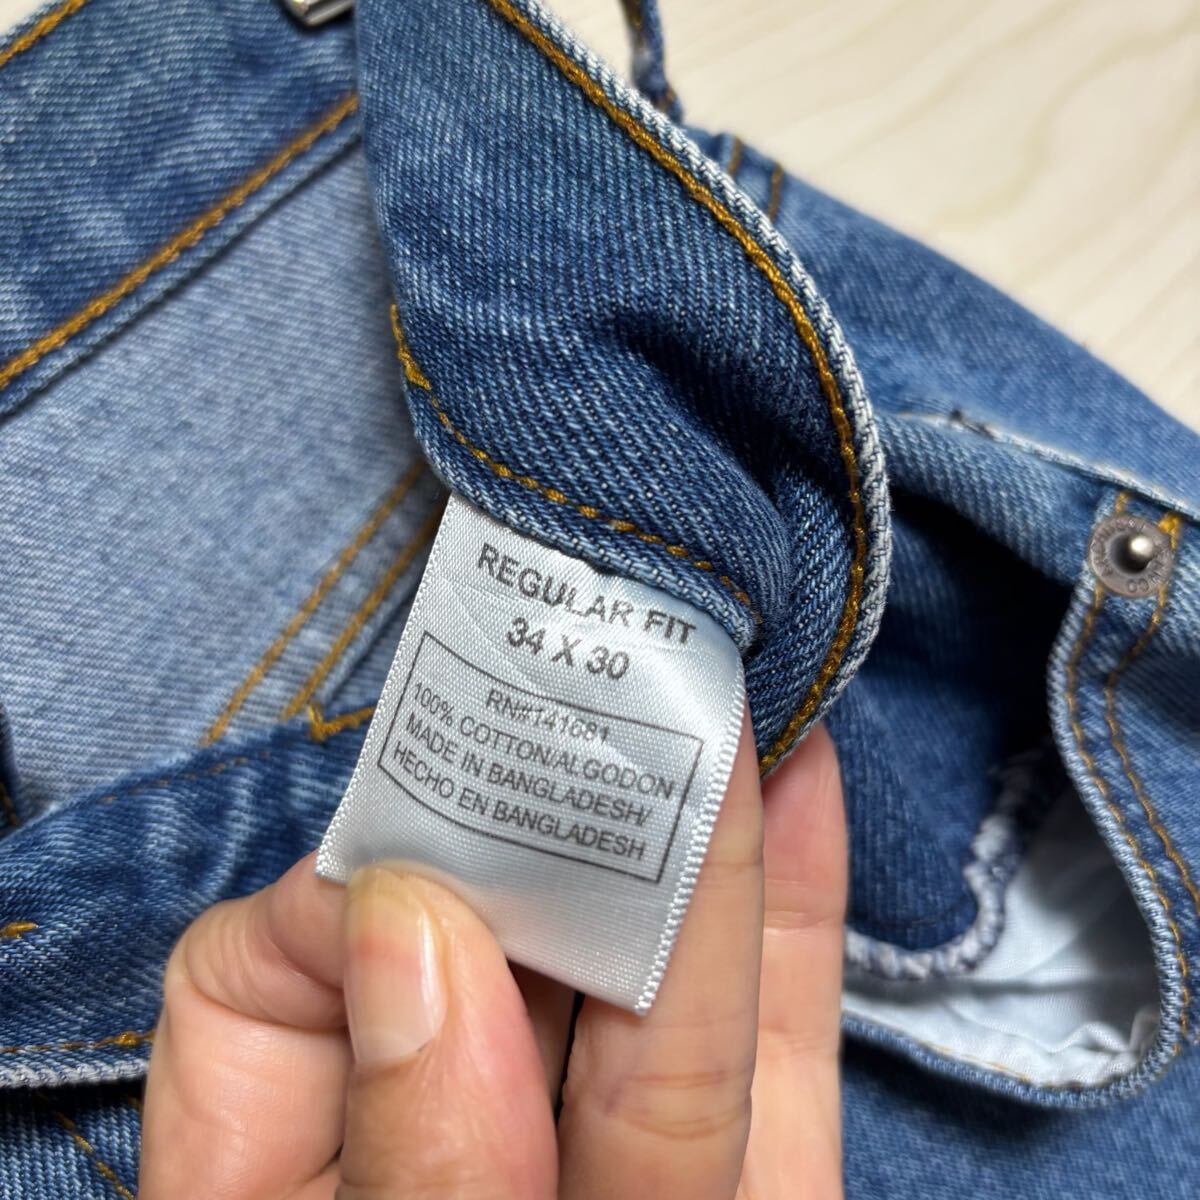 REGULAR FIT
34 X 30
RN#141681
100% COTTON/ALGODON
MADE IN BANGLADESH/
HECHO EN BANGLADESH